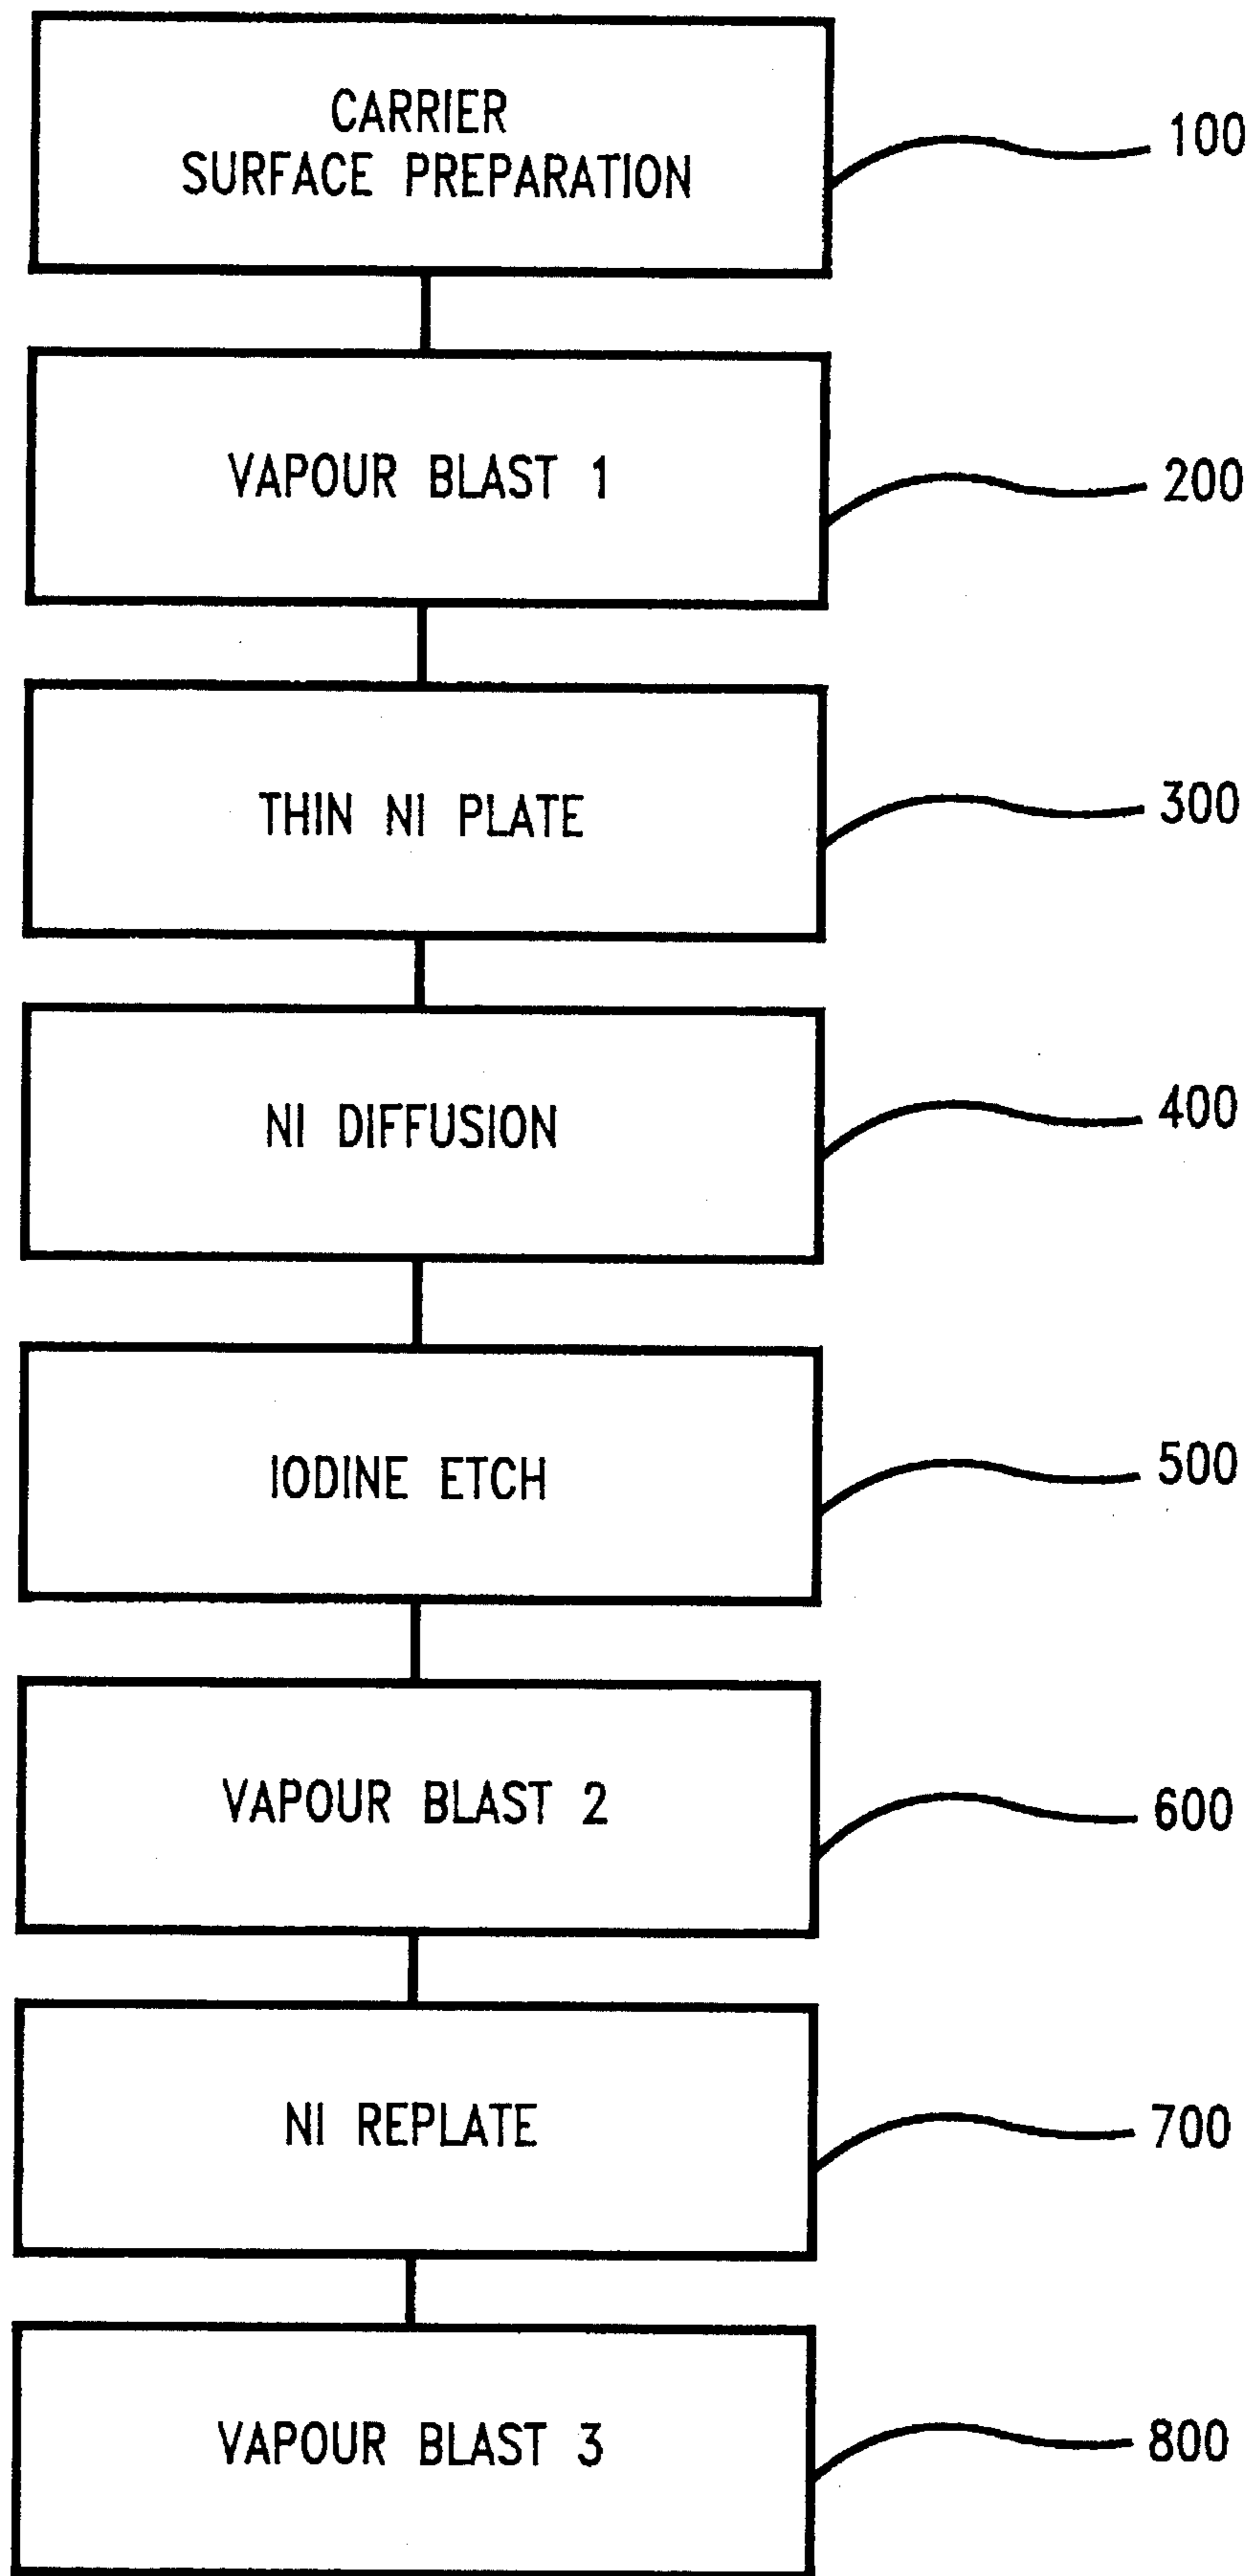 CARRIER
SURFACE PREPARATION
100
VAPOUR BLAST 1
200
THIN NI PLATE
300
NI DIFFUSION
400
IODINE ETCH
500
VAPOUR BLAST 2
600
NI REPLATE
700
VAPOUR BLAST 3
800